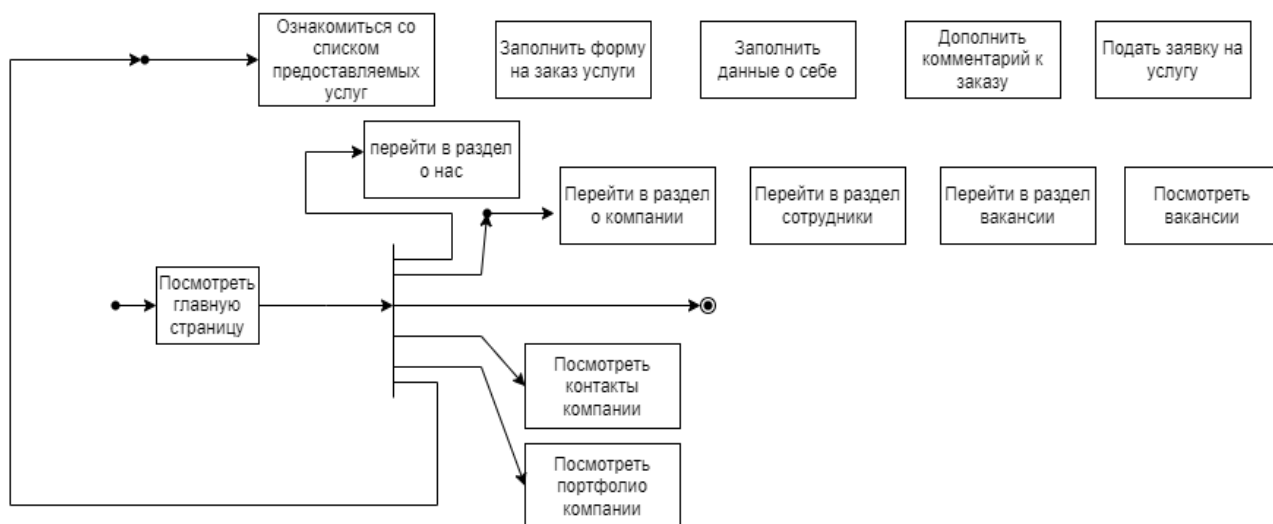 Ознакомиться со
списком
предоставляемых
услуг
Заполнить форму
на заказ услуги
Заполнить
данные о себе
Дополнить
комментарий к
заказу
Подать заявку на
услугу
перейти в раздел
о нас
Перейти в раздел
о компании
Перейти в раздел
сотрудники
Перейти в раздел
вакансии
Посмотреть
вакансии
Посмотреть
главную
страницу
Посмотреть
контакты
компании
Посмотреть
портфолио
компании